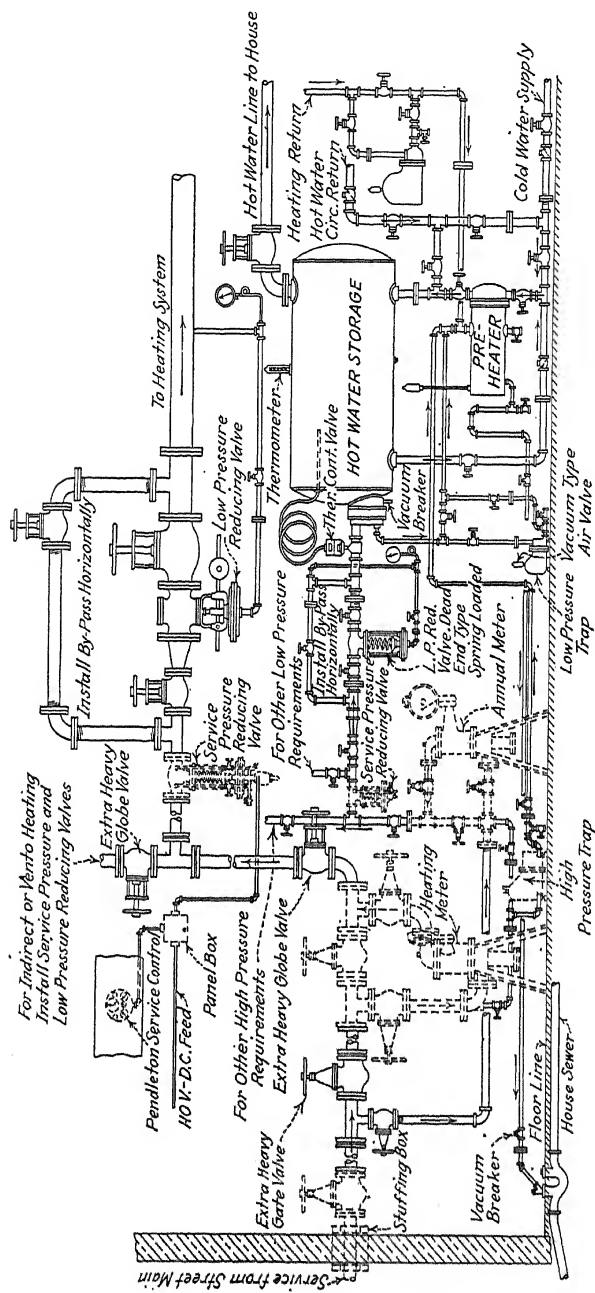 For Indirect or Vento Heating
Install Service Pressure and
Low Pressure Reducing Valves
Pendleton Service Control
110 V.-D.C. Feed
Panel Box
Extra Heavy
Globe Valve
Service
Pressure
Reducing
Valve
Install By-Pass Horizontally
To Heating System
Low Pressure
Reducing Valve
Hot Water Line to House
Thermometer
HOT WATER STORAGE
Ther. Cont. Valve
Vacuum
Breaker
Heating Return
Hot Water
Circ. Return
Cold Water Supply
PRE-
HEATER
For Other High Pressure
Requirements
Extra Heavy Globe Valve
For Other Low Pressure
Requirements
Install By-Pass
Horizontally
Service Pressure
Reducing Valve
L.P. Red.
Valve. Dead
End Type
Spring Loaded
Annual Meter
Heating
Meter
Extra Heavy
Gate Valve
Stuffing Box
Service from Street Main
Vacuum
Breaker
Floor Line
House Sewer
High
Pressure Trap
Low Pressure
Trap
Vacuum Type
Air Valve